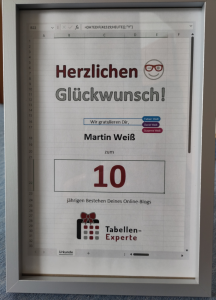 Herzlichen
Glückwunsch!
Wir gratulieren Dir,
Martin Weiß
zum
10
jährigen Bestehen Deines Online-Blogs
Tabellen-
Experte